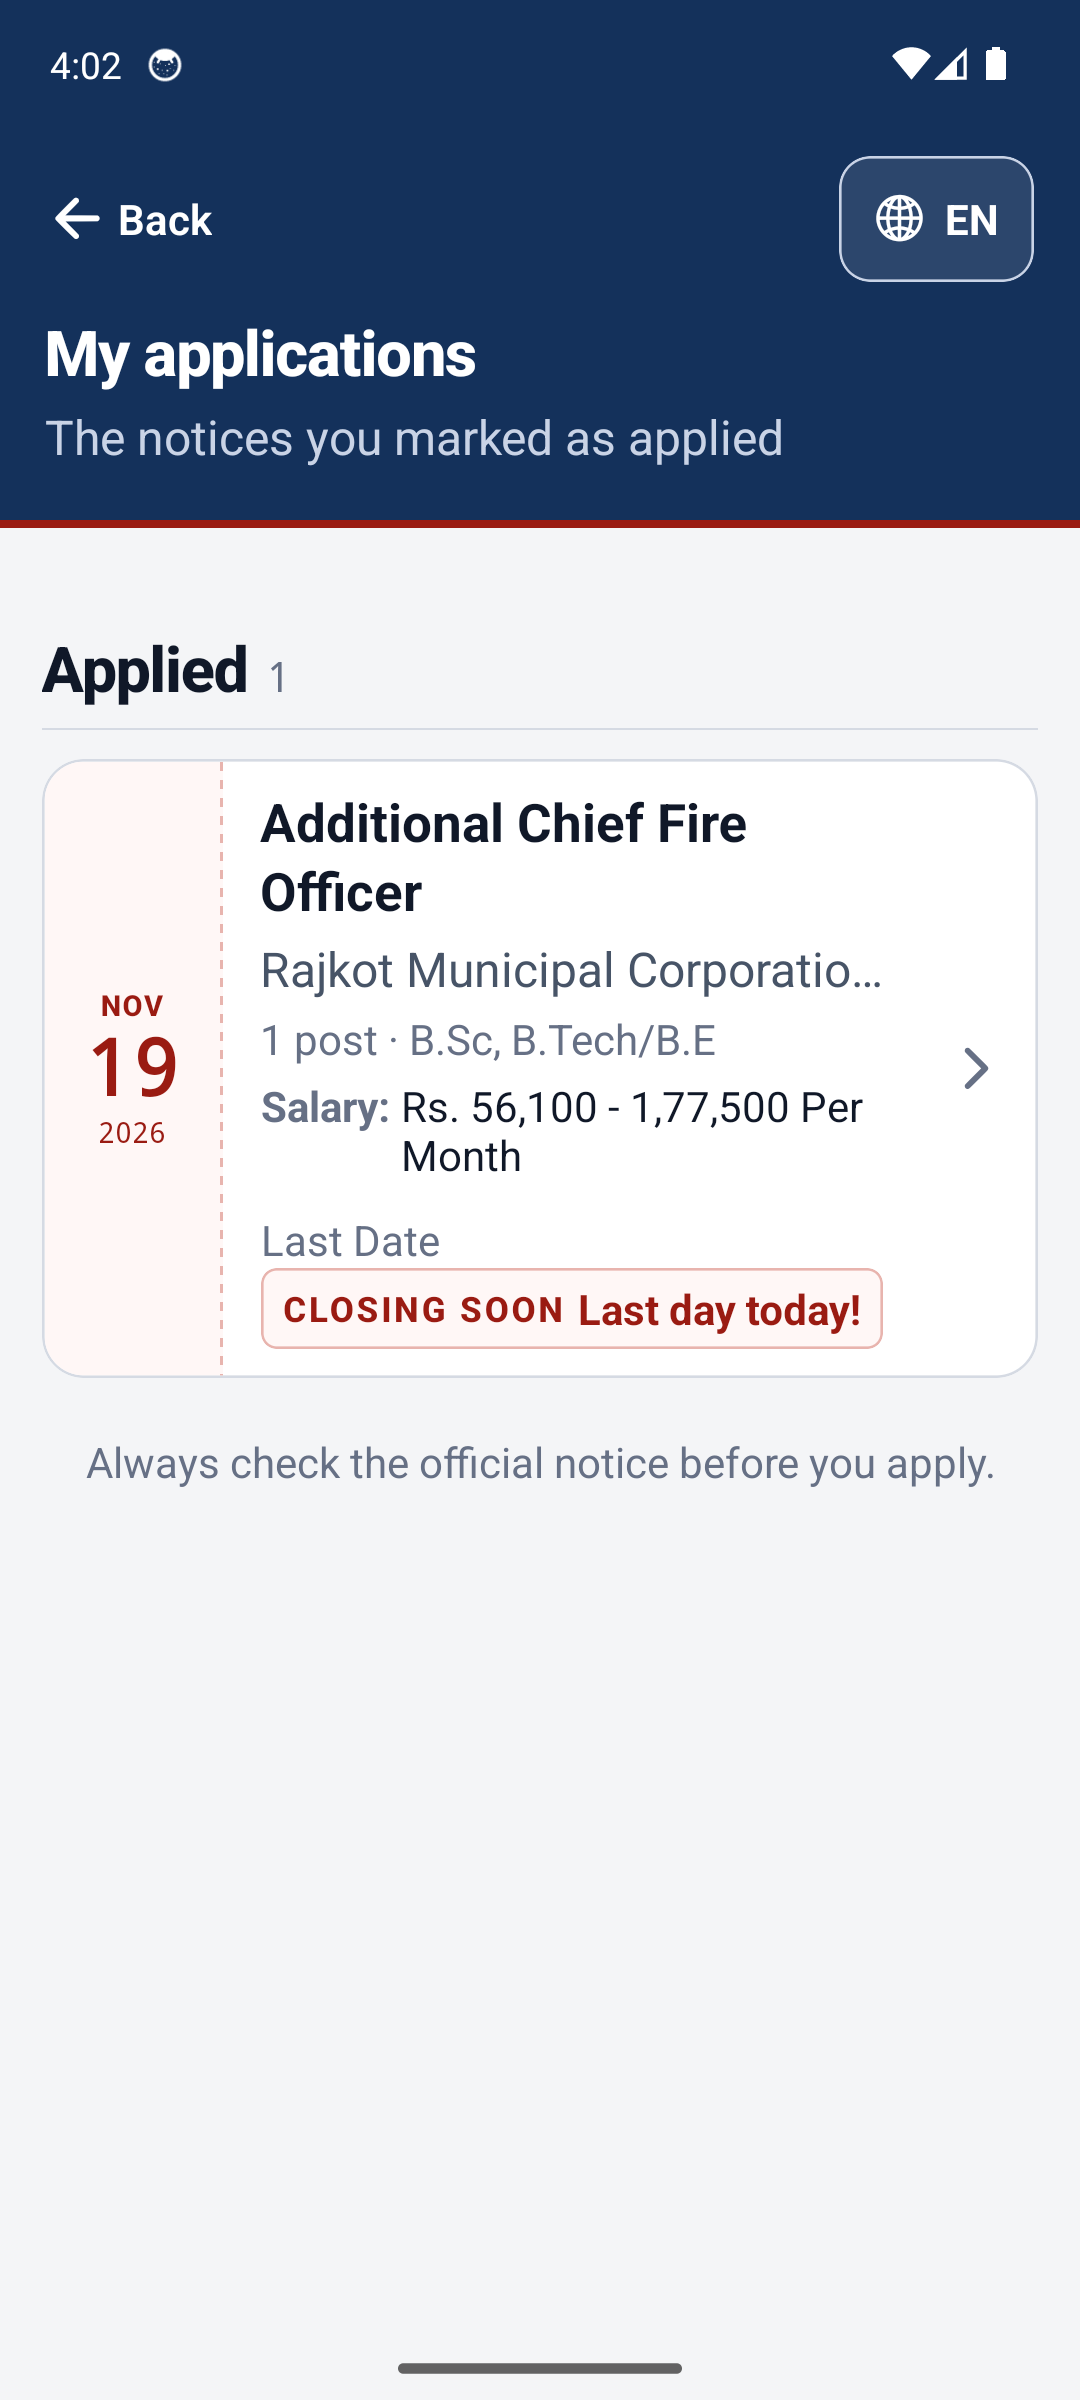 4:02
Back
EN
My applications
The notices you marked as applied
Applied 1
NOV
19
2026
Additional Chief Fire
Officer
Rajkot Municipal Corporatio...
1 post · B.Sc, B.Tech/B.E
Salary: Rs. 56,100 - 1,77,500 Per
Month
Last Date
CLOSING SOON Last day today!
Always check the official notice before you apply.